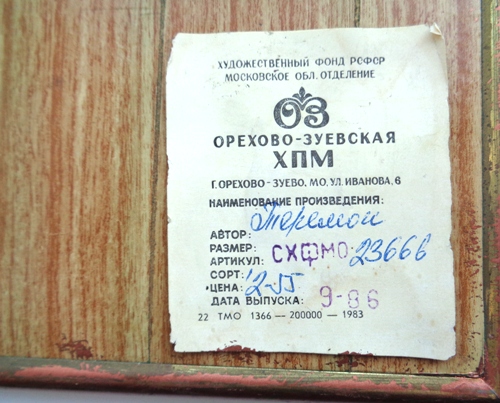 ХУДОЖЕСТВЕННЫЙ ФОНД РСФСР
МОСКОВСКОЕ ОБЛ. ОТДЕЛЕНИЕ
ОЗ
ОРЕХОВО-ЗУЕВСКАЯ
ХПМ
Г. ОРЕХОВО-ЗУЕВО, МО, УЛ. ИВАНОВА, 6
НАИМЕНОВАНИЕ ПРОИЗВЕДЕНИЯ:
Теремок
АВТОР:
РАЗМЕР:
АРТИКУЛ: СХФМО 23666
СОРТ:
ЦЕНА: 12-55
ДАТА ВЫПУСКА: 9-86
22 ТМО 1366 — 200000 — 1983